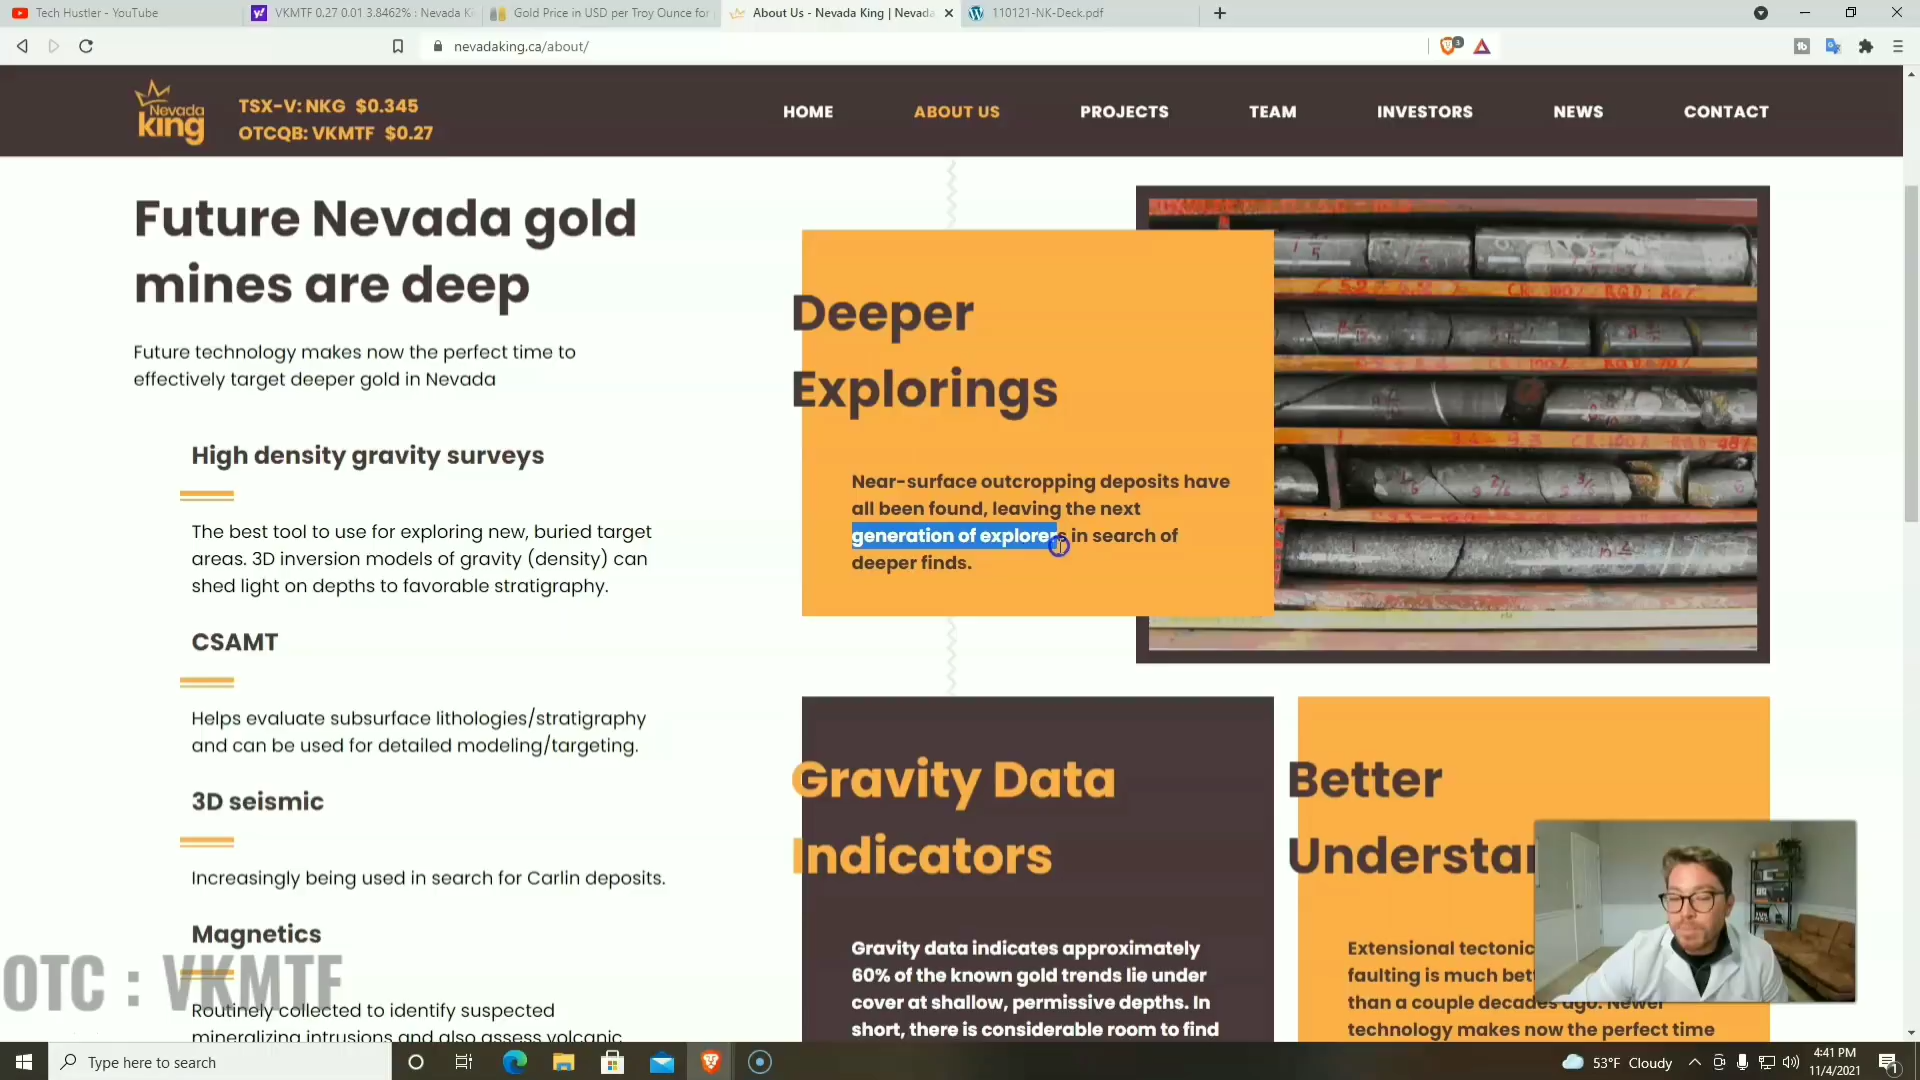 Tech Hustler - YouTube
VKMTF 0.27 0.01 3.8462% : Nevada Ki
Gold Price in USD per Troy Ounce for
About Us - Nevada King | Nevada
110121-NK-Deck.pdf
nevadaking.ca/about/
Nevada
king
TSX-V: NKG $0.345
OTCQB: VKMTF $0.27
HOME
ABOUT US
PROJECTS
TEAM
INVESTORS
NEWS
CONTACT
Future Nevada gold
mines are deep
Future technology makes now the perfect time to
effectively target deeper gold in Nevada
High density gravity surveys
The best tool to use for exploring new, buried target
areas. 3D inversion models of gravity (density) can
shed light on depths to favorable stratigraphy.
CSAMT
Helps evaluate subsurface lithologies/stratigraphy
and can be used for detailed modeling/targeting.
3D seismic
Increasingly being used in search for Carlin deposits.
Magnetics
OTC : VKMTF
Routinely collected to identify suspected
mineralizing intrusions and also assess volcanic
Deeper
Explorings
Near-surface outcropping deposits have
all been found, leaving the next
generation of explorers in search of
deeper finds.
Gravity Data
Indicators
Gravity data indicates approximately
60% of the known gold trends lie under
cover at shallow, permissive depths. In
short, there is considerable room to find
Better
Understan
Extensional tectonic
faulting is much bet
than a couple decades ago. Newer
technology makes now the perfect time
Type here to search
53°F Cloudy
4:41 PM
11/4/2021